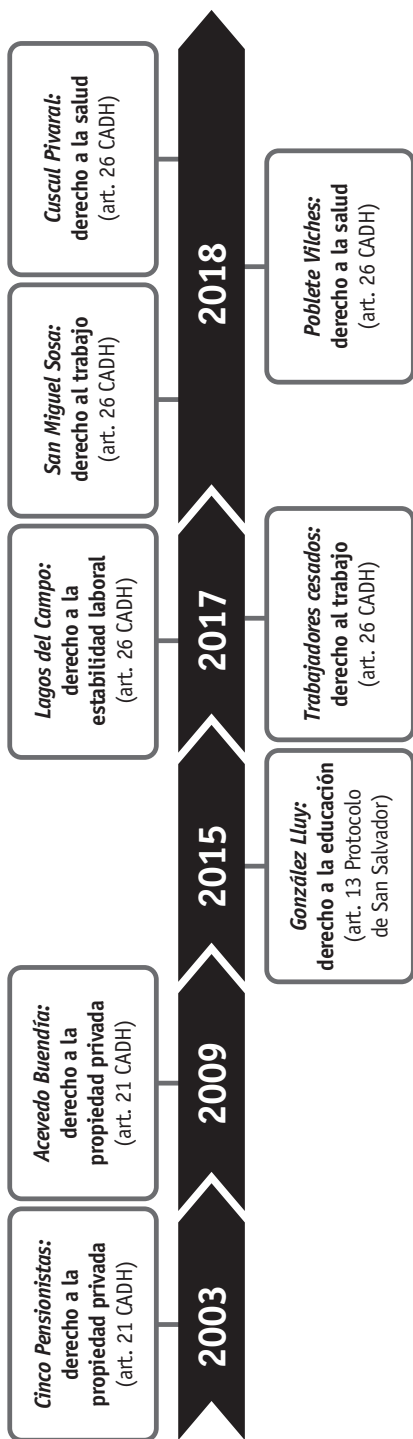 Cinco Pensionistas:
derecho a la
propiedad privada
(art. 21 CADH)
2003
Acevedo Buendía:
derecho a la
propiedad privada
(art. 21 CADH)
2009
González Lluy:
derecho a la educación
(art. 13 Protocolo
de San Salvador)
2015
Lagos del Campo:
derecho a la
estabilidad laboral
(art. 26 CADH)
2017
Trabajadores cesados:
derecho al trabajo
(art. 26 CADH)
San Miguel Sosa:
derecho al trabajo
(art. 26 CADH)
2018
Poblete Vilches:
derecho a la salud
(art. 26 CADH)
Cuscul Pivaral:
derecho a la salud
(art. 26 CADH)